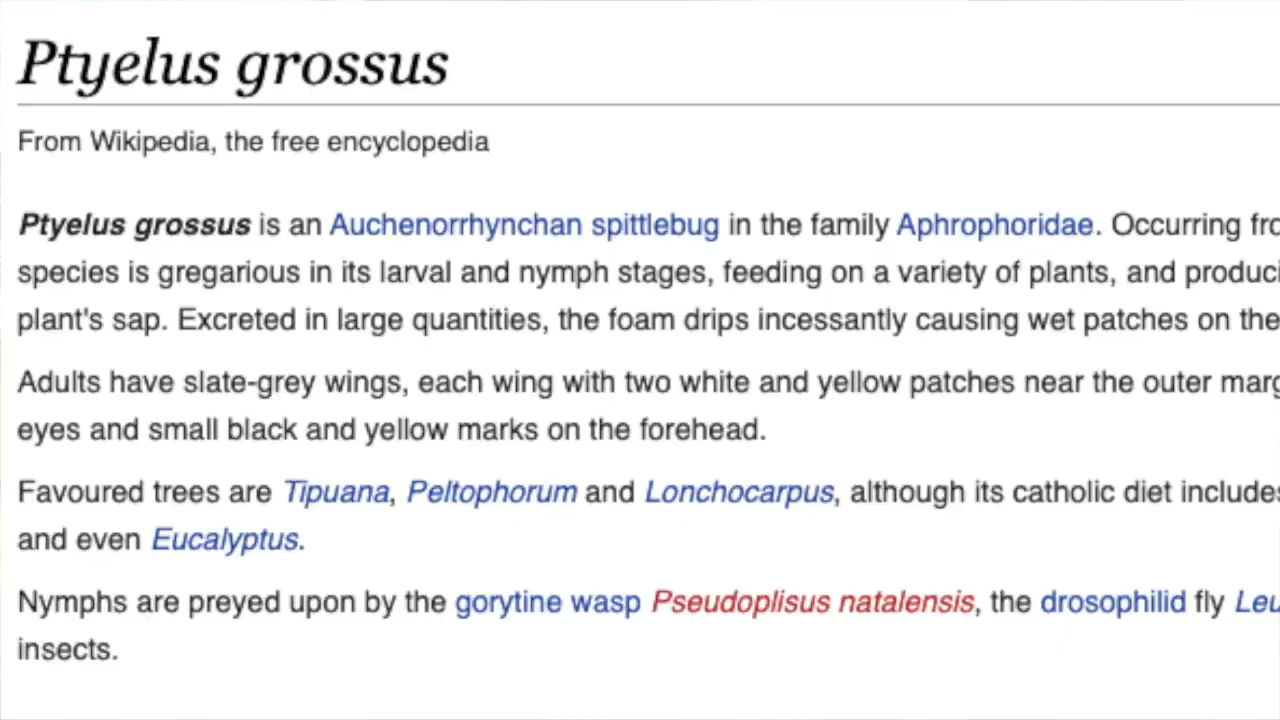 Ptyelus grossus
From Wikipedia, the free encyclopedia
Ptyelus grossus is an Auchenorrhynchan spittlebug in the family Aphrophoridae. Occurring
species is gregarious in its larval and nymph stages, feeding on a variety of plants, and
plant's sap. Excreted in large quantities, the foam drips incessantly causing wet patches on the
Adults have slate-grey wings, each wing with two white and yellow patches near the outer
eyes and small black and yellow marks on the forehead.
Favoured trees are Tipuana, Peltophorum and Lonchocarpus, although its catholic diet includes
and even Eucalyptus.
Nymphs are preyed upon by the gorytine wasp Pseudoplisus natalensis, the drosophilid fly
insects.